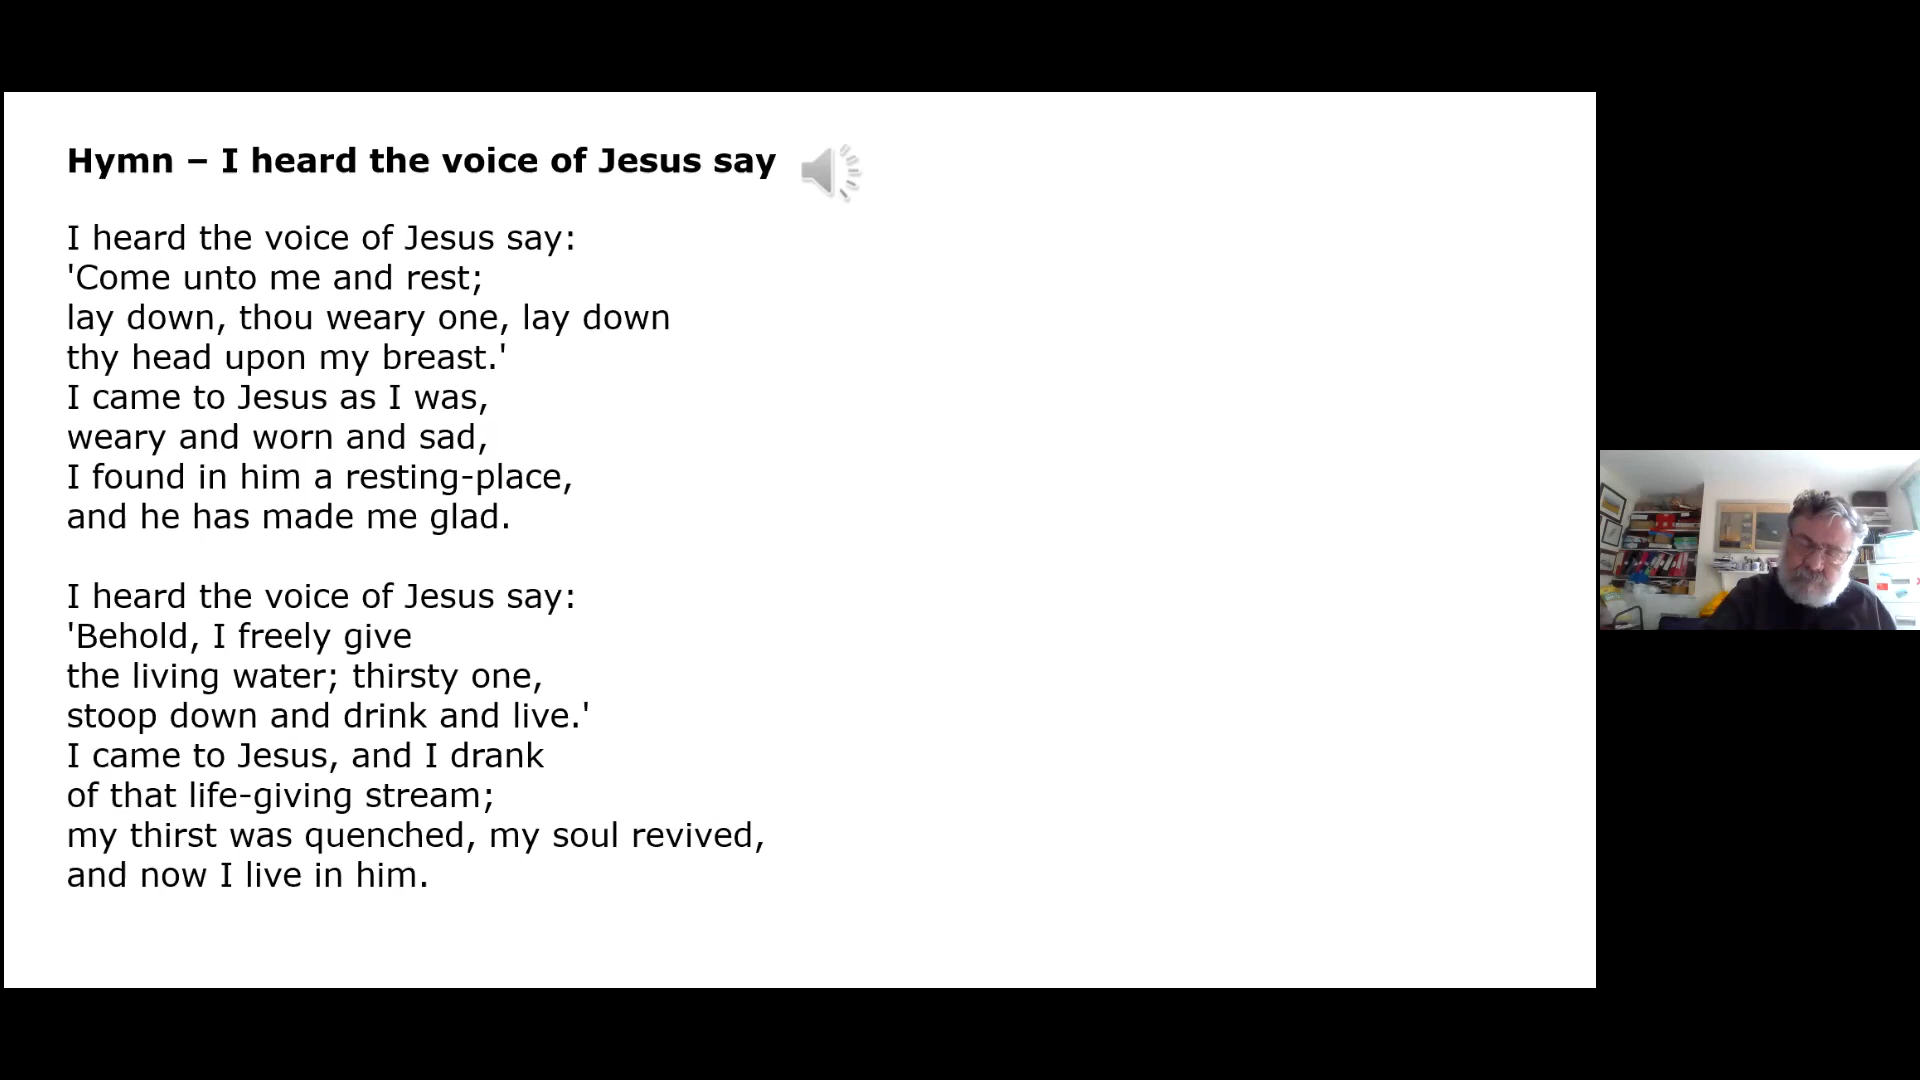 Hymn – I heard the voice of Jesus say
I heard the voice of Jesus say:
'Come unto me and rest;
lay down, thou weary one, lay down
thy head upon my breast.'
I came to Jesus as I was,
weary and worn and sad,
I found in him a resting-place,
and he has made me glad.
I heard the voice of Jesus say:
'Behold, I freely give
the living water; thirsty one,
stoop down and drink and live.'
I came to Jesus, and I drank
of that life-giving stream;
my thirst was quenched, my soul revived,
and now I live in him.